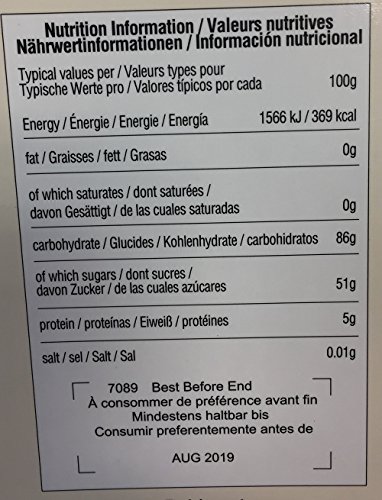 Nutrition Information / Valeurs nutritives
Nährwertinformationen / Información nutricional
Typical values per / Valeurs types pour
Typische Werte pro / Valores típicos por cada 100g
Energy / Énergie / Energie / Energía 1566 kJ / 369 kcal
fat / Graisses / fett / Grasas 0g
of which saturates / dont saturées /
davon Gesättigt / de las cuales saturadas 0g
carbohydrate / Glucides / Kohlenhydrate / carbohidratos 86g
of which sugars / dont sucres /
davon Zucker / de las cuales azúcares 51g
protein / proteínas / Eiweiß / protéines 5g
salt / sel / Salt / Sal 0.01g
7089 Best Before End
À consommer de préférence avant fin
Mindestens haltbar bis
Consumir preferentemente antes de
AUG 2019